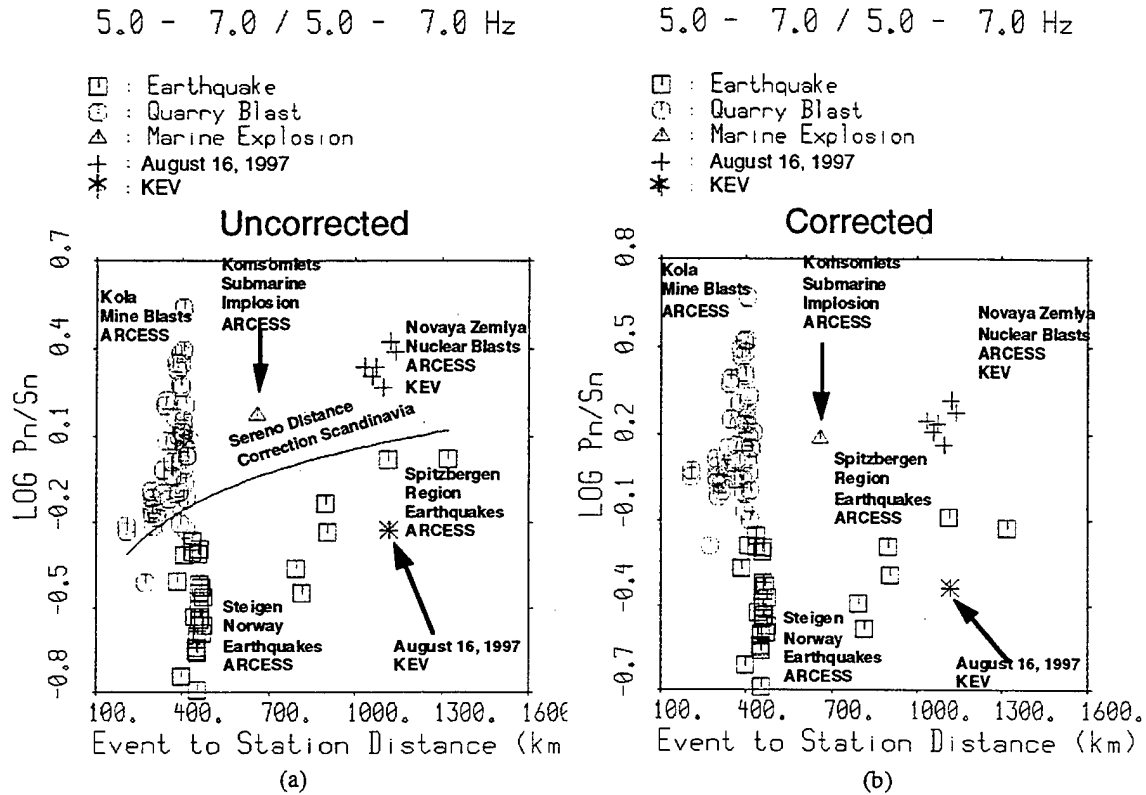 5.0 - 7.0 / 5.0 - 7.0 Hz
: Earthquake
: Quarry Blast
: Marine Explosion
: August 16, 1997
: KEV
Uncorrected
LOG Pn/Sn
0.7
0.4
0.1
-0.2
-0.5
-0.8
Kola
Mine Blasts
ARCESS
Komsomlets
Submarine
Implosion
ARCESS
Novaya Zemlya
Nuclear Blasts
ARCESS
KEV
Sereno Distance
Correction Scandinavia
Spitzbergen
Region
Earthquakes
ARCESS
Steigen
Norway
Earthquakes
ARCESS
August 16, 1997
KEV
100. 400. 700. 1000. 1300. 1600
Event to Station Distance (km
(a)
5.0 - 7.0 / 5.0 - 7.0 Hz
: Earthquake
: Quarry Blast
: Marine Explosion
: August 16, 1997
: KEV
Corrected
LOG Pn/Sn
0.8
0.5
0.2
-0.1
-0.4
-0.7
Kola
Mine Blasts
ARCESS
Komsomlets
Submarine
Implosion
ARCESS
Novaya Zemlya
Nuclear Blasts
ARCESS
KEV
Spitzbergen
Region
Earthquakes
ARCESS
Steigen
Norway
Earthquakes
ARCESS
August 16, 1997
KEV
100. 400. 700. 1000. 1300. 1600.
Event to Station Distance (km)
(b)